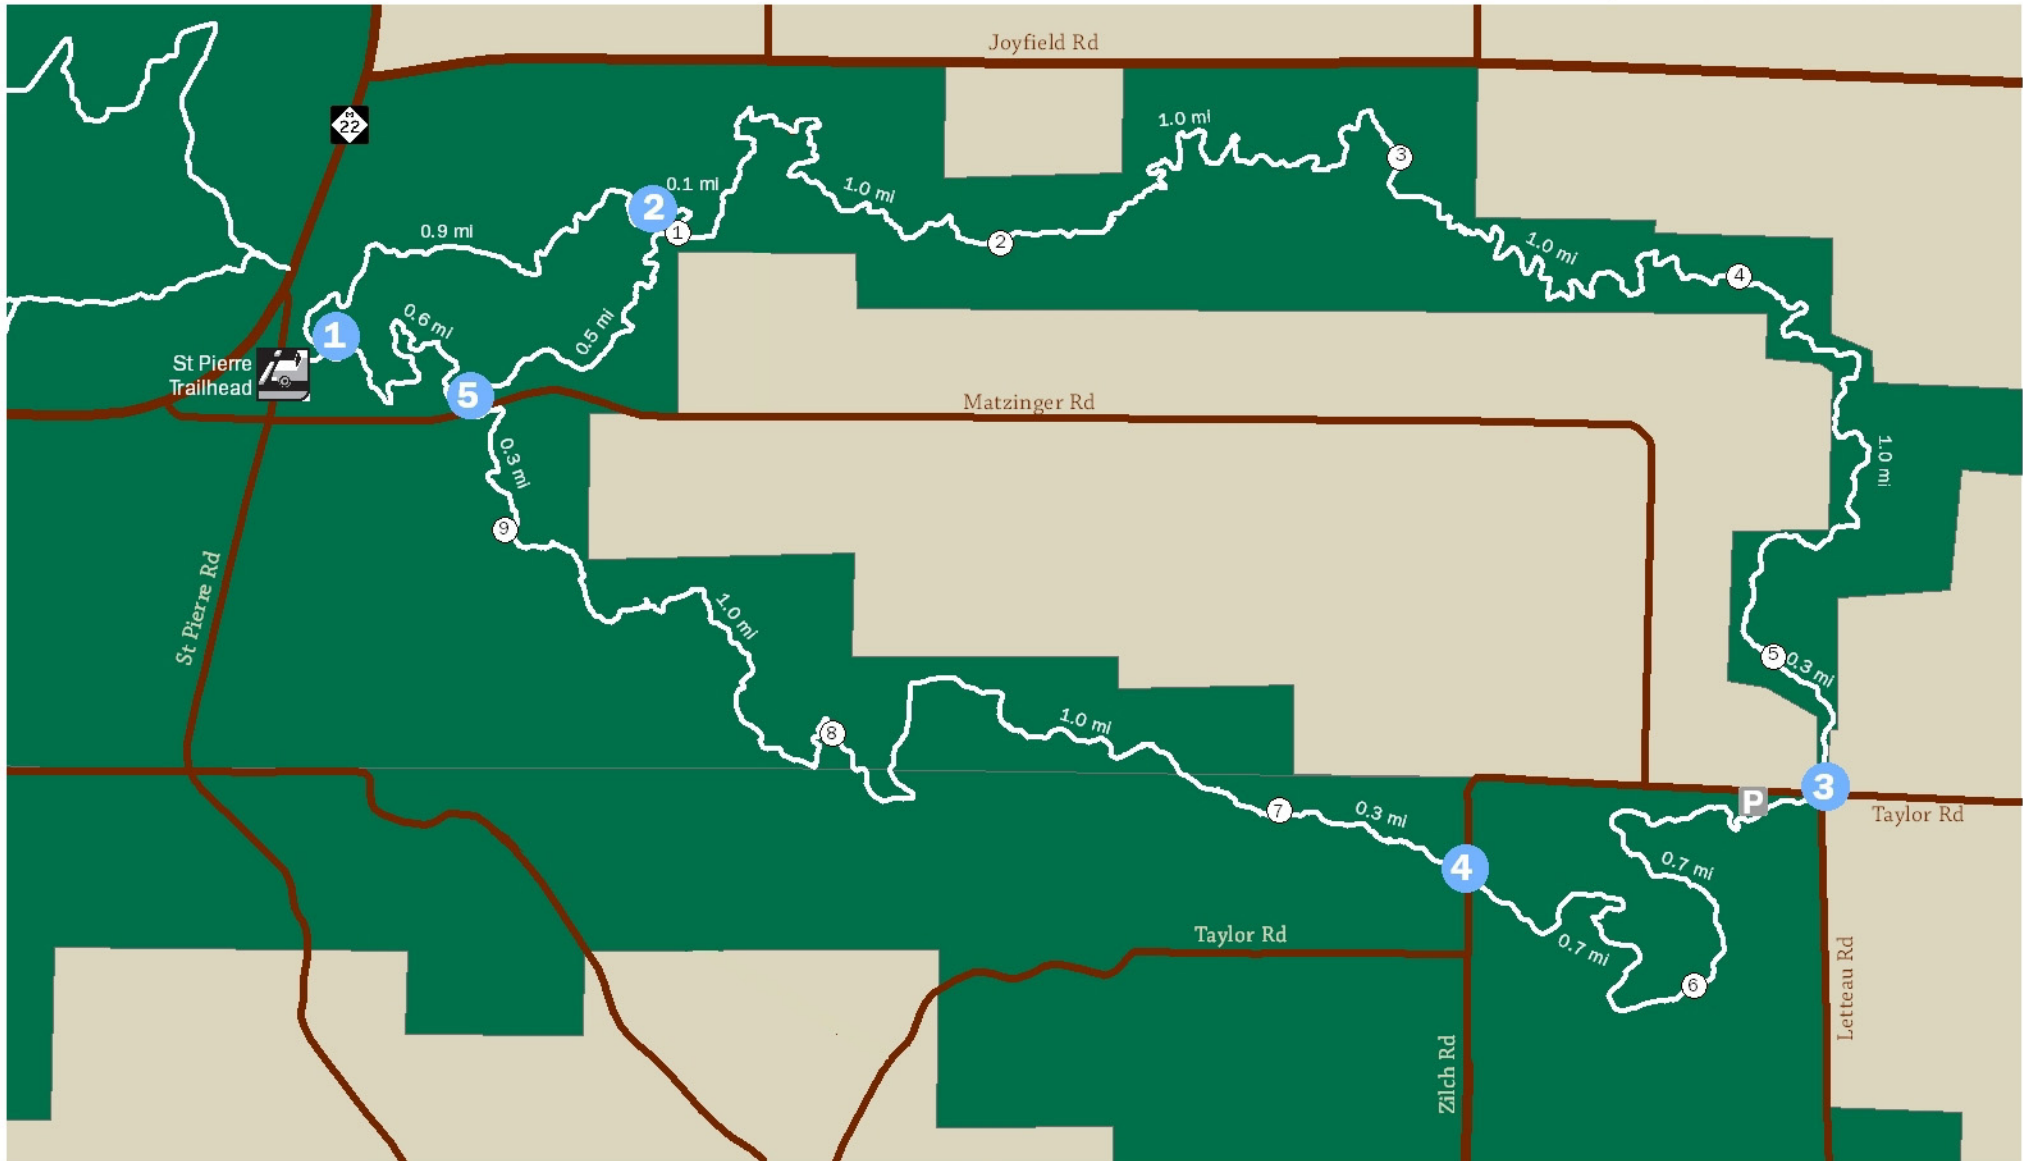 Joyfield Rd
M
22
1.0 mi
3
0.1 mi
1.0 mi
2
0.9 mi
1
2
1.0 mi
4
0.6 mi
0.5 mi
1
St Pierre
Trailhead
5
Matzinger Rd
0.3 mi
1.0 mi
9
St Pierre Rd
1.0 mi
5
0.3 mi
8
1.0 mi
3
P
Taylor Rd
7
0.3 mi
4
0.7 mi
Taylor Rd
0.7 mi
6
Letteau Rd
Zilch Rd